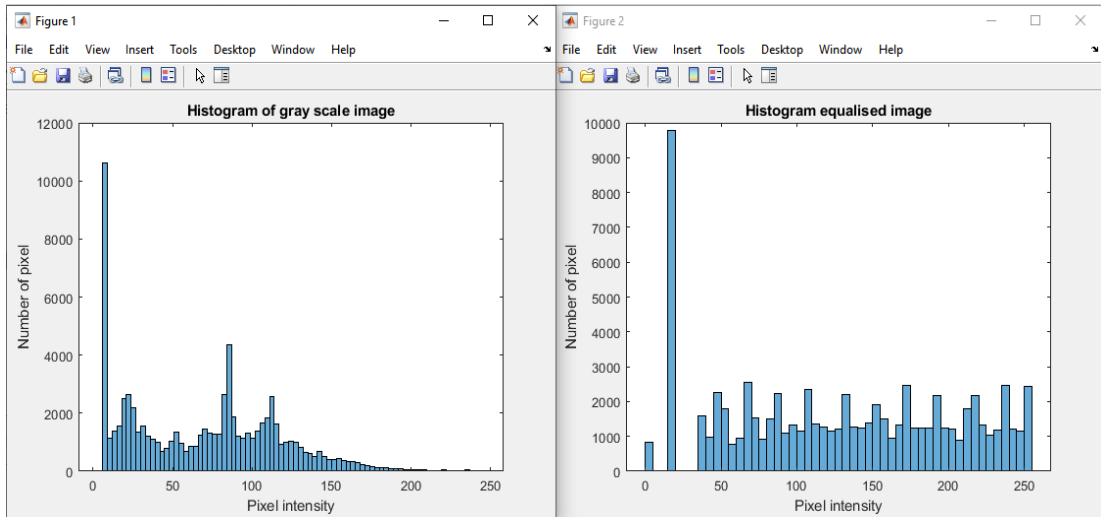 Figure 1
File Edit View Insert Tools Desktop Window Help
Histogram of gray scale image
12000
10000
8000
6000
4000
2000
0
Number of pixel
0 50 100 150 200 250
Pixel intensity
Figure 2
File Edit View Insert Tools Desktop Window Help
Histogram equalised image
10000
9000
8000
7000
6000
5000
4000
3000
2000
1000
0
Number of pixel
0 50 100 150 200 250
Pixel intensity